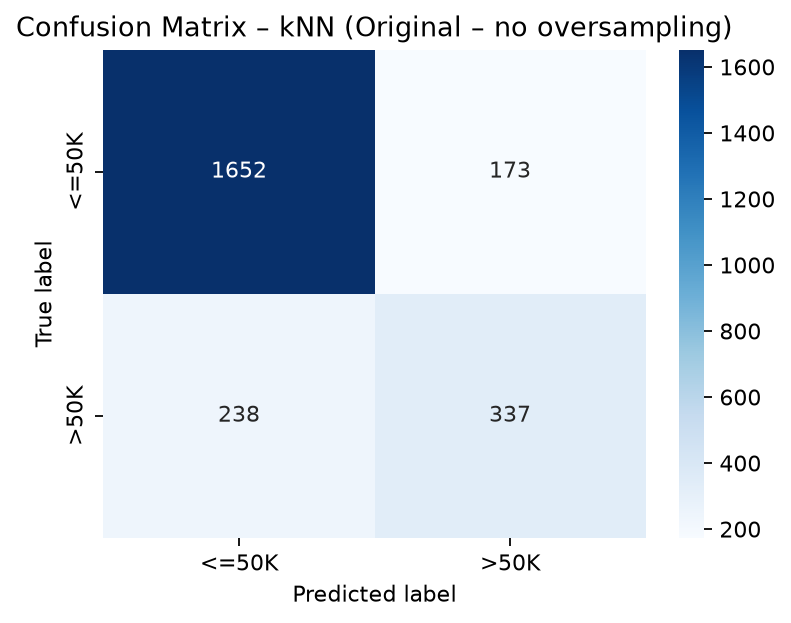 Confusion Matrix – kNN (Original – no oversampling)
True label
<=50K
>50K
1652
173
238
337
<=50K
>50K
Predicted label
1600
1400
1200
1000
800
600
400
200